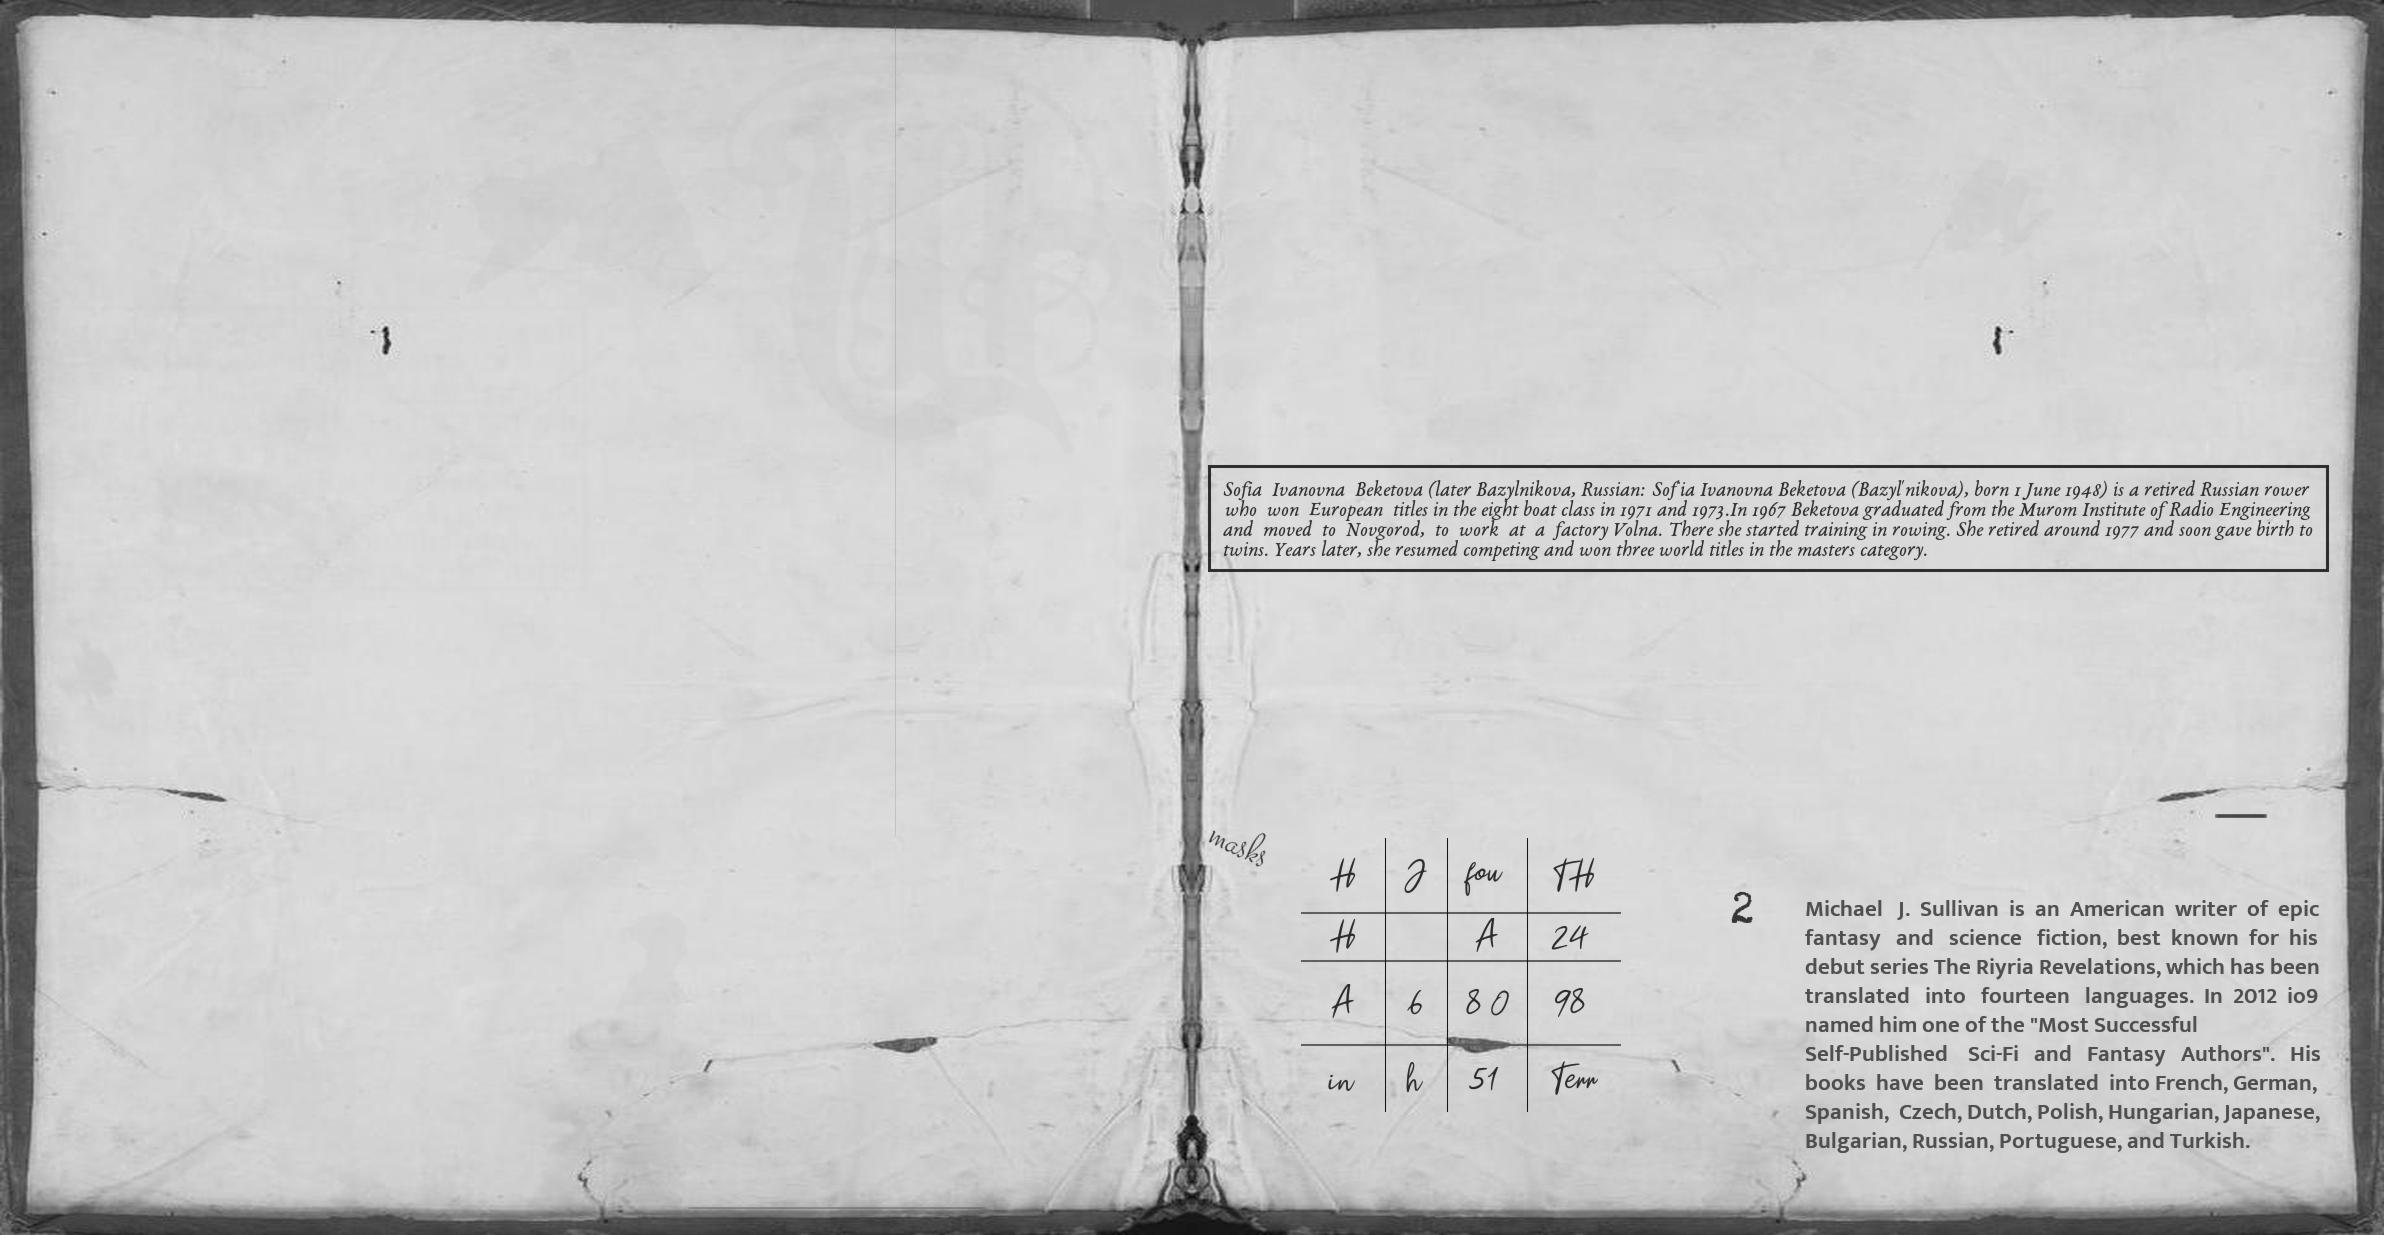 Sofia Ivanovna Beketova (later Bazylnikova, Russian: Sofia Ivanovna Beketova (Bazyl'nikova), born 1 June 1948) is a retired Russian rower
who won European titles in the eight boat class in 1971 and 1973.In 1967 Beketova graduated from the Murom Institute of Radio Engineering
and moved to Novgorod, to work at a factory Volna. There she started training in rowing. She retired around 1977 and soon gave birth to
twins. Years later, she resumed competing and won three world titles in the masters category.
masks
H J fou TH
H A 24
A 6 80 98
in h 51 Terr
2
Michael J. Sullivan is an American writer of epic
fantasy and science fiction, best known for his
debut series The Riyria Revelations, which has been
translated into fourteen languages. In 2012 io9
named him one of the "Most Successful
Self-Published Sci-Fi and Fantasy Authors". His
books have been translated into French, German,
Spanish, Czech, Dutch, Polish, Hungarian, Japanese,
Bulgarian, Russian, Portuguese, and Turkish.